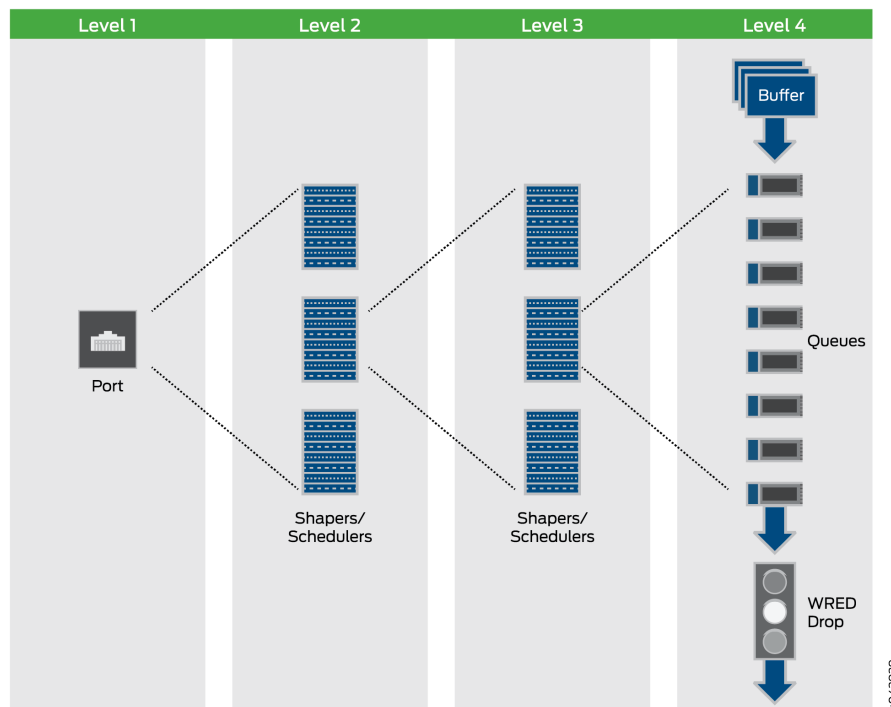 Level 1
Level 2
Level 3
Level 4
Buffer
Port
Queues
Shapers/
Schedulers
Shapers/
Schedulers
WRED
Drop